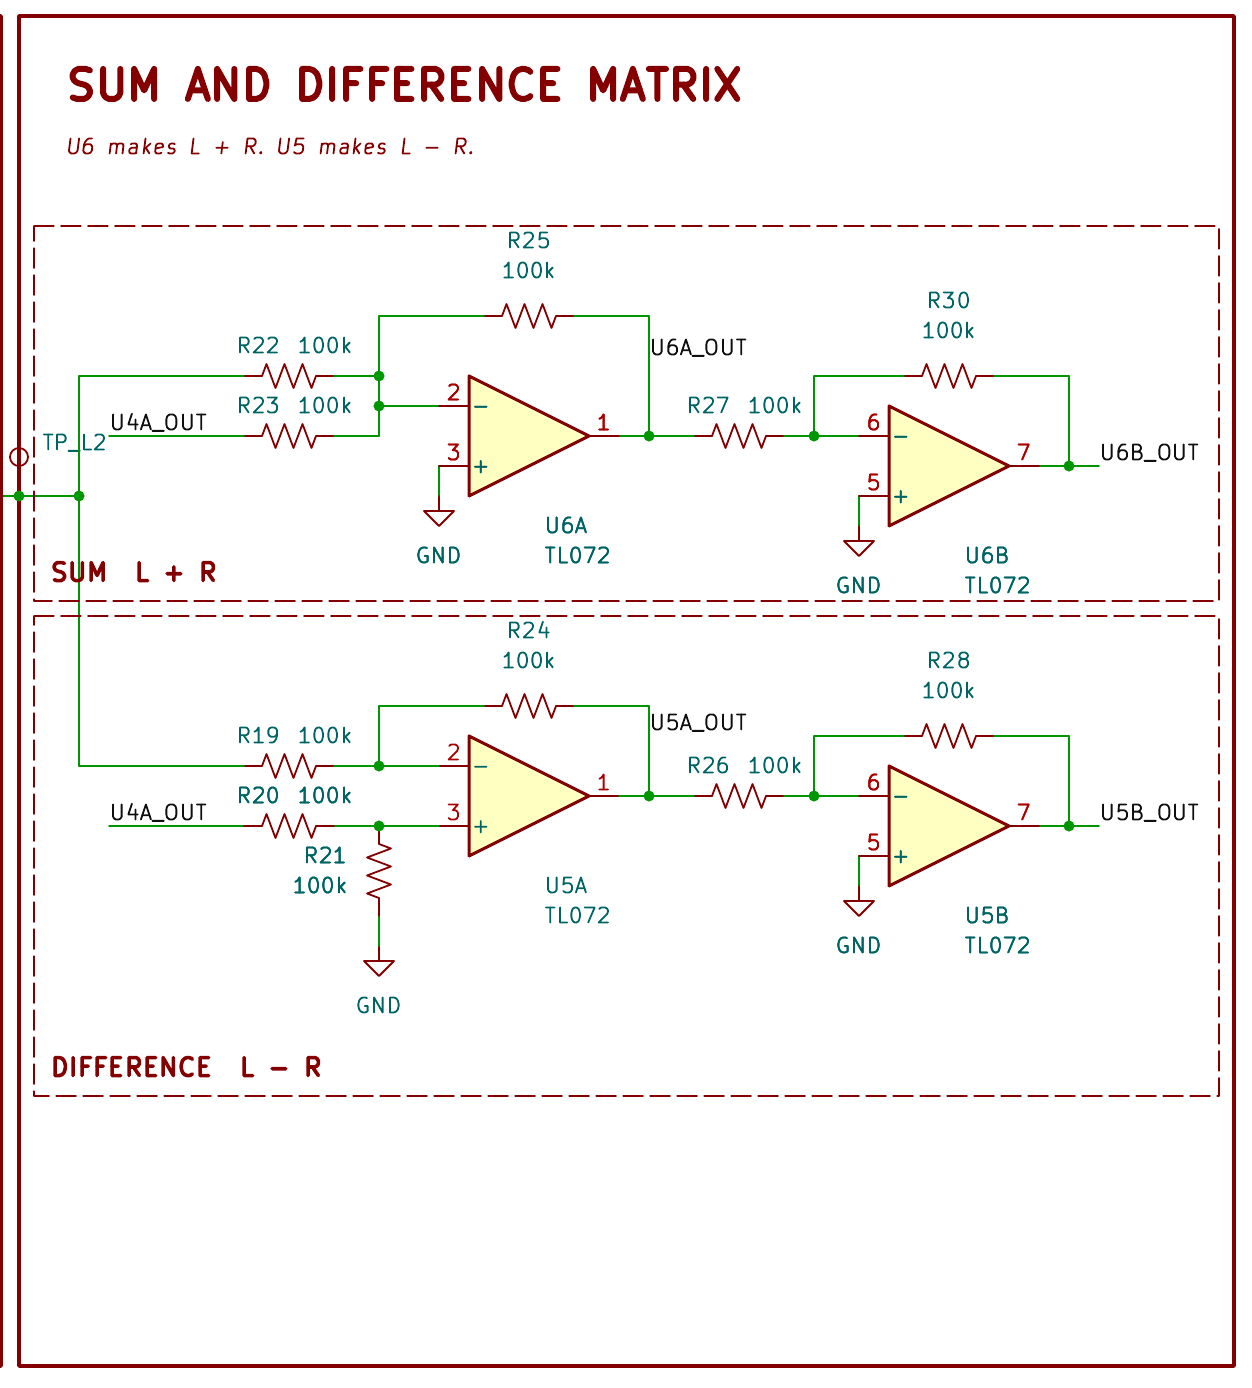 SUM AND DIFFERENCE MATRIX
U6 makes L + R. U5 makes L - R.
R25
100k
R30
100k
U6A_OUT
R22 100k
R23 100k
U4A_OUT
TP_L2
2
-
3
+
1
R27 100k
6
-
5
+
7
U6B_OUT
U6A
TL072
GND
U6B
TL072
GND
SUM L + R
R24
100k
R28
100k
U5A_OUT
R19 100k
R20 100k
U4A_OUT
R21
100k
2
-
3
+
1
R26 100k
6
-
5
+
7
U5B_OUT
U5A
TL072
U5B
TL072
GND
GND
DIFFERENCE L - R